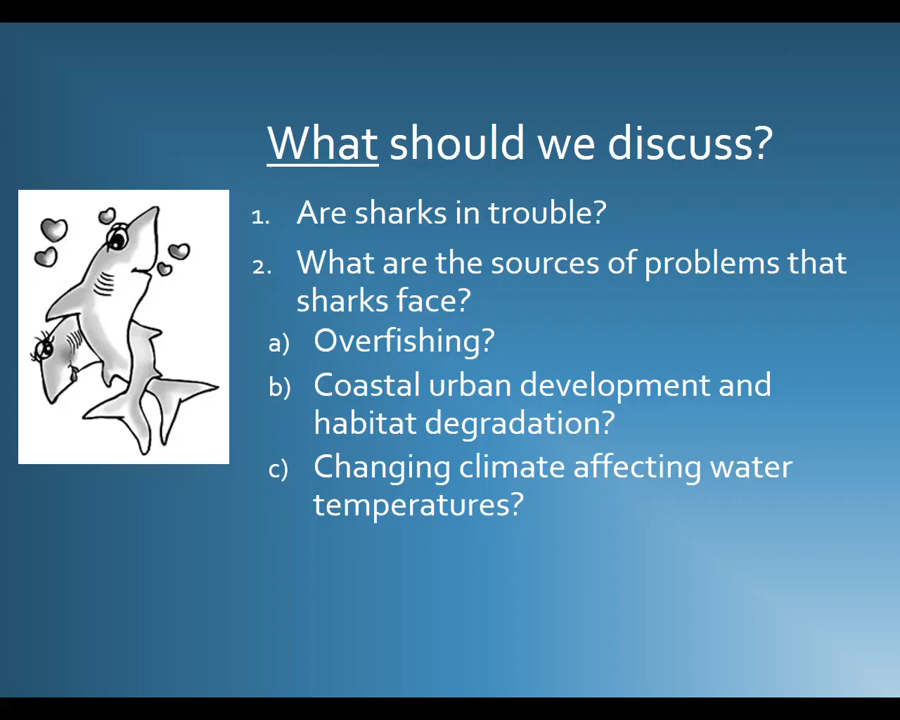 What should we discuss?
1. Are sharks in trouble?
2. What are the sources of problems that
sharks face?
a) Overfishing?
b) Coastal urban development and
habitat degradation?
c) Changing climate affecting water
temperatures?